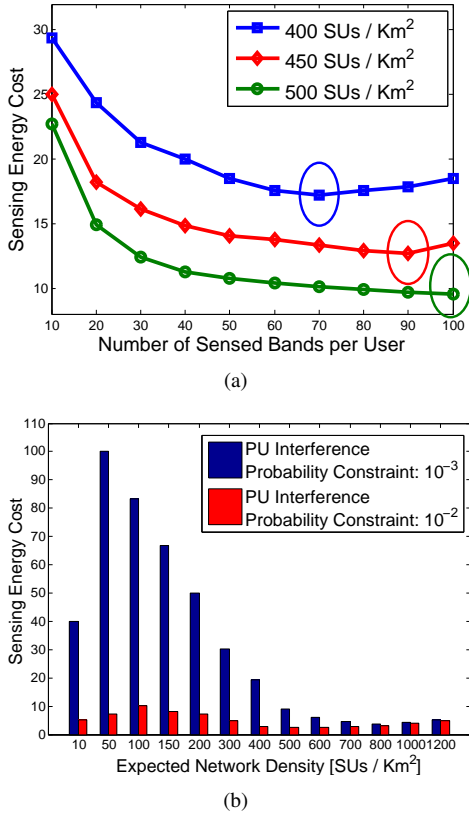 30
25
20
15
10
Sensing Energy Cost
400 SUs / Km²
450 SUs / Km²
500 SUs / Km²
10 20 30 40 50 60 70 80 90 100
Number of Sensed Bands per User
(a)
110
100
90
80
70
60
50
40
30
20
10
0
Sensing Energy Cost
PU Interference
Probability Constraint: 10⁻³
PU Interference
Probability Constraint: 10⁻²
10 50 100 150 200 300 400 500 600 700 800 1000 1200
Expected Network Density [SUs / Km²]
(b)